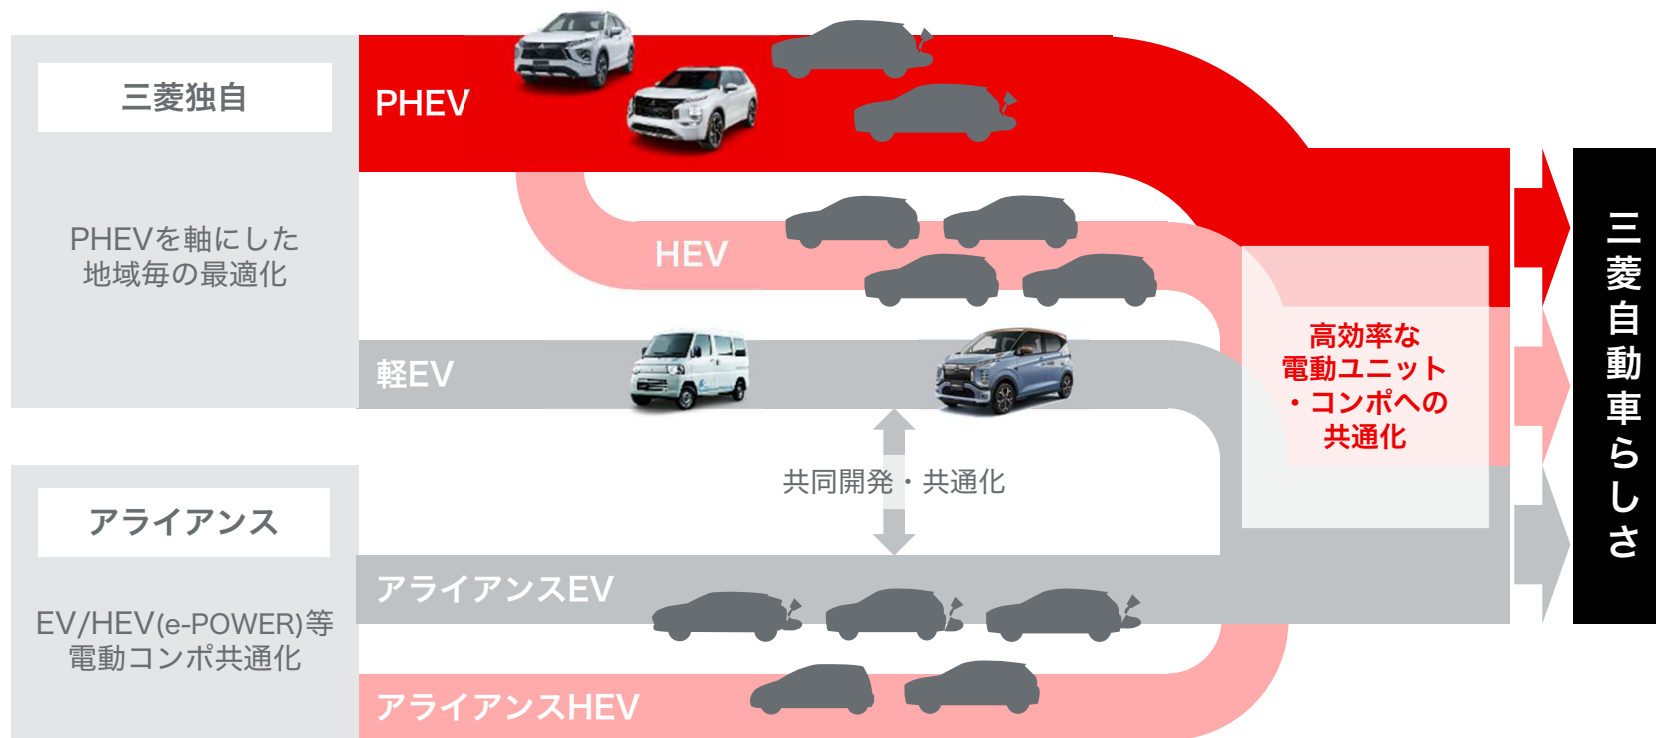 三菱独自
PHEVを軸にした
地域毎の最適化
PHEV
HEV
軽EV
共同開発・共通化
アライアンス
EV/HEV(e-POWER)等
電動コンポ共通化
アライアンスEV
アライアンスHEV
高効率な
電動ユニット
・コンポへの
共通化
三菱自動車らしさ